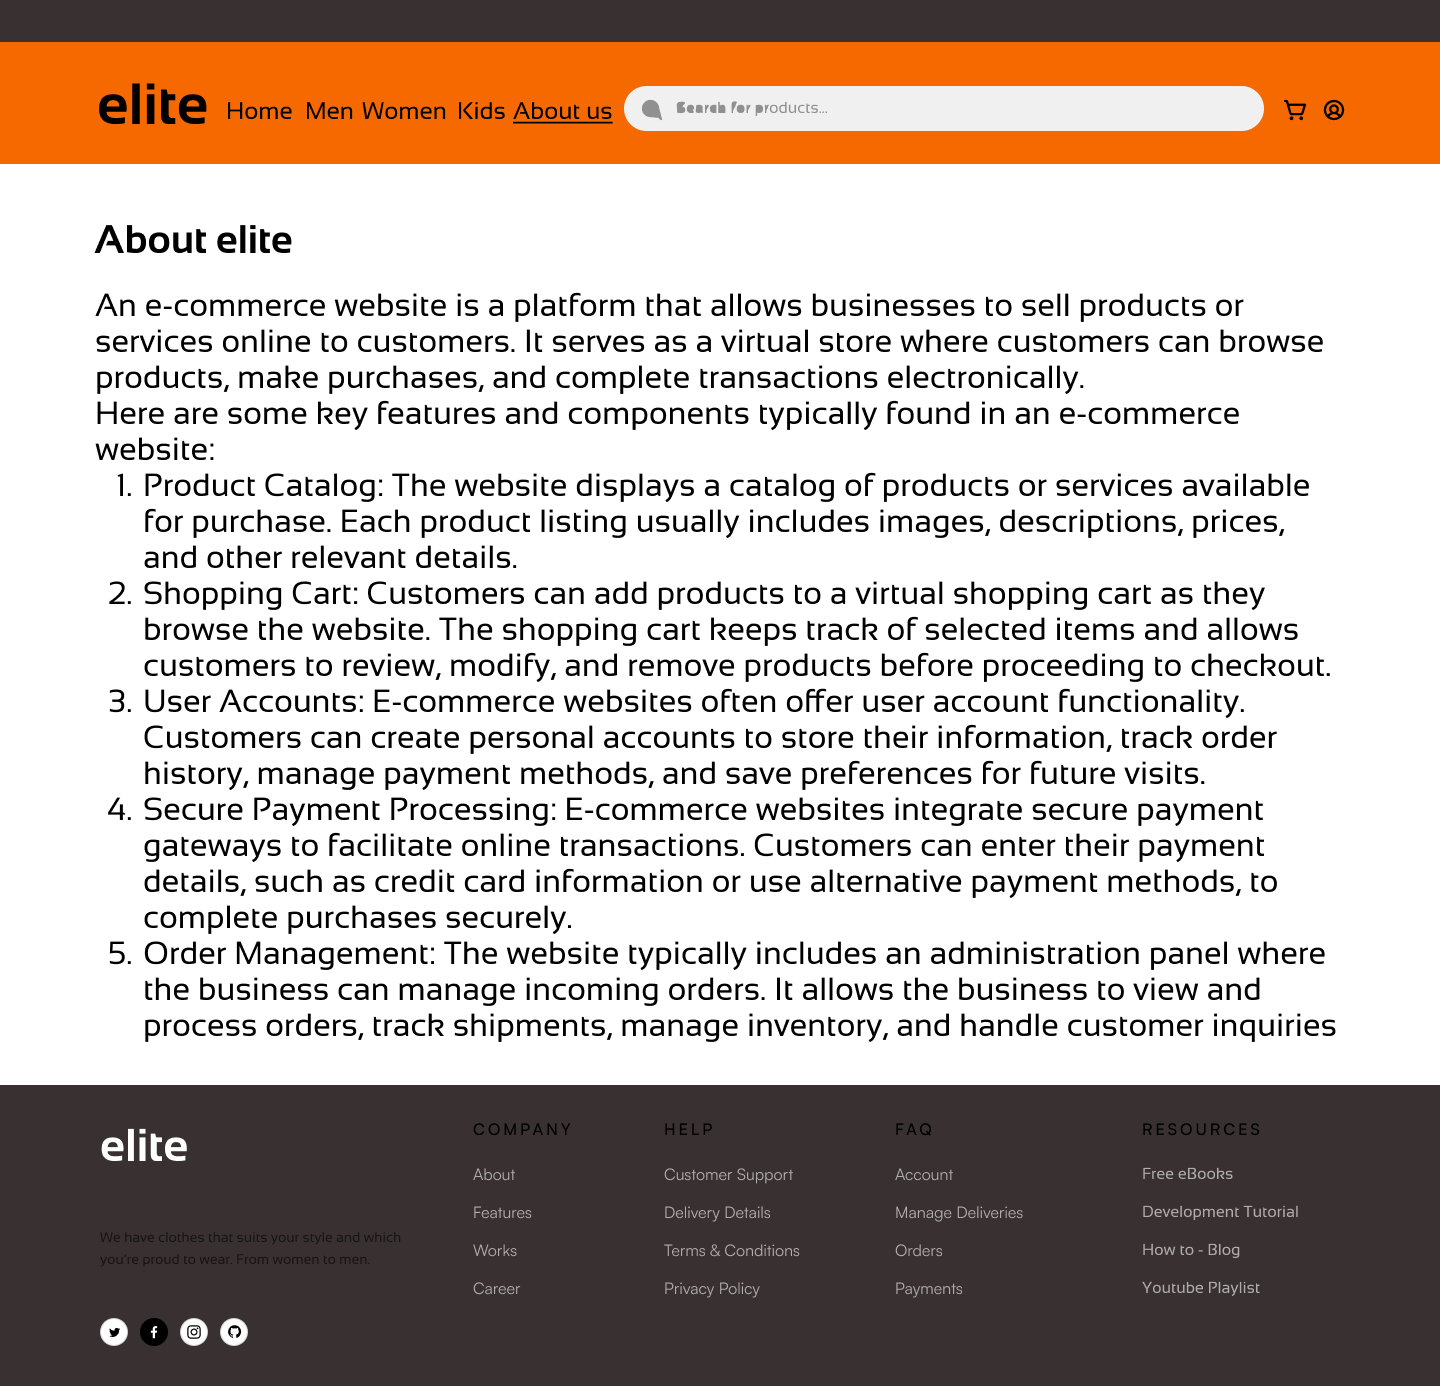 elite Home Men Women Kids About us Search for products...
About elite
An e-commerce website is a platform that allows businesses to sell products or
services online to customers. It serves as a virtual store where customers can browse
products, make purchases, and complete transactions electronically.
Here are some key features and components typically found in an e-commerce
website:
1. Product Catalog: The website displays a catalog of products or services available
for purchase. Each product listing usually includes images, descriptions, prices,
and other relevant details.
2. Shopping Cart: Customers can add products to a virtual shopping cart as they
browse the website. The shopping cart keeps track of selected items and allows
customers to review, modify, and remove products before proceeding to checkout.
3. User Accounts: E-commerce websites often offer user account functionality.
Customers can create personal accounts to store their information, track order
history, manage payment methods, and save preferences for future visits.
4. Secure Payment Processing: E-commerce websites integrate secure payment
gateways to facilitate online transactions. Customers can enter their payment
details, such as credit card information or use alternative payment methods, to
complete purchases securely.
5. Order Management: The website typically includes an administration panel where
the business can manage incoming orders. It allows the business to view and
process orders, track shipments, manage inventory, and handle customer inquiries
elite
We have clothes that suits your style and which
you're proud to wear. From women to men.
COMPANY
About
Features
Works
Career
HELP
Customer Support
Delivery Details
Terms & Conditions
Privacy Policy
FAQ
Account
Manage Deliveries
Orders
Payments
RESOURCES
Free eBooks
Development Tutorial
How to - Blog
Youtube Playlist